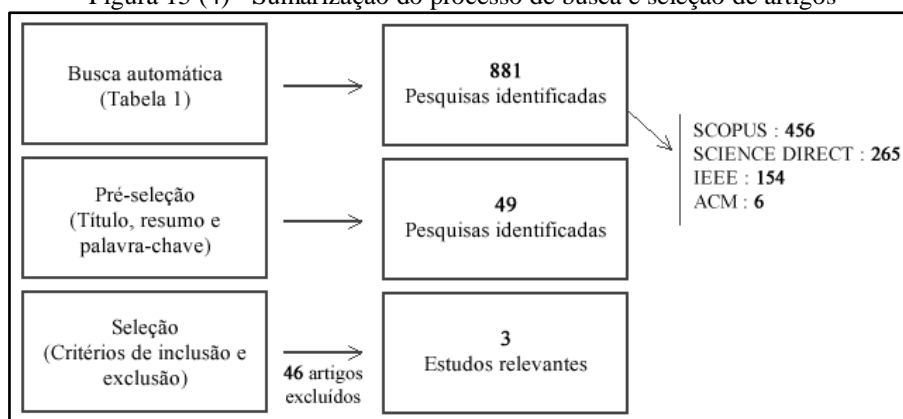 Figura 15 (4) - Sumarização do processo de busca e seleção de artigos
Busca automática
(Tabela 1)
881
Pesquisas identificadas
SCOPUS : 456
SCIENCE DIRECT : 265
IEEE : 154
ACM : 6
Pré-seleção
(Título, resumo e
palavra-chave)
49
Pesquisas identificadas
Seleção
(Critérios de inclusão e
exclusão)
46 artigos
excluídos
3
Estudos relevantes